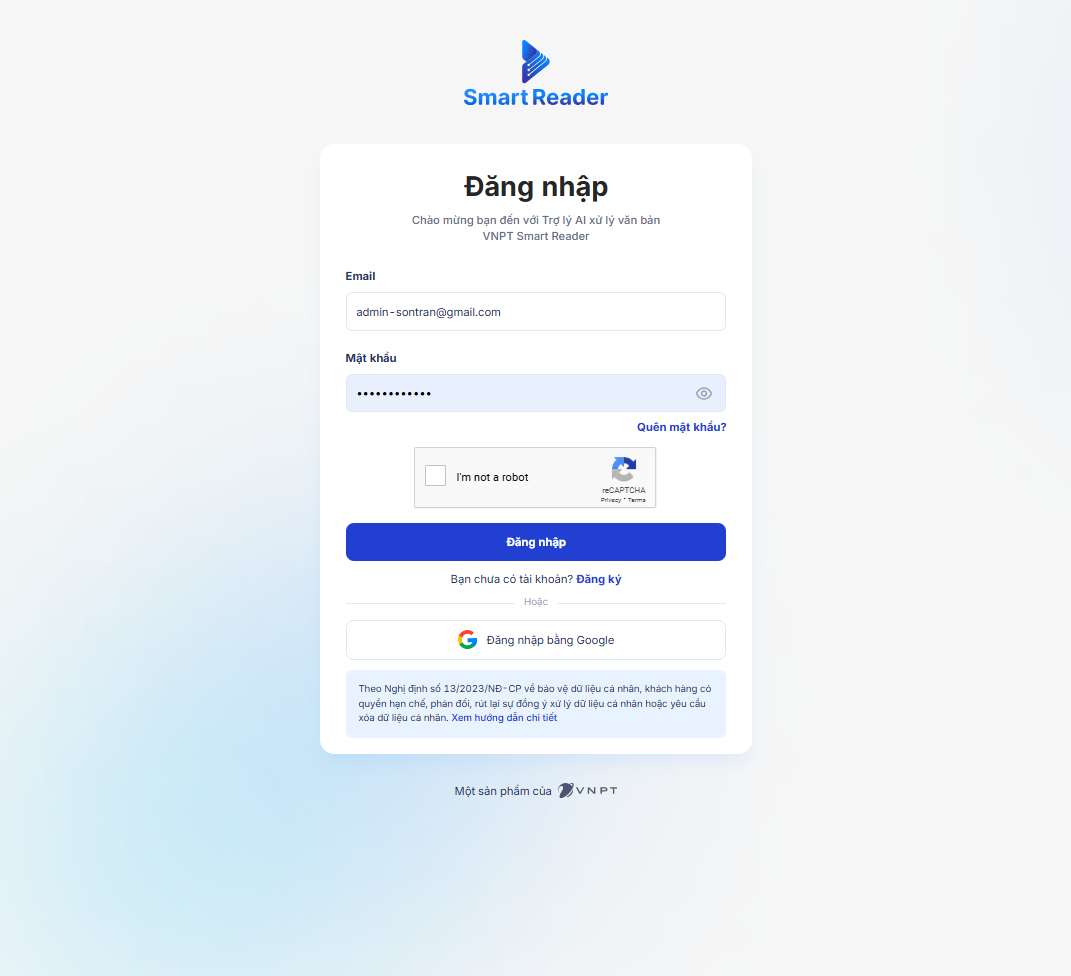 Smart Reader
Đăng nhập
Chào mừng bạn đến với Trợ lý AI xử lý văn bản
VNPT Smart Reader
Email
admin-sontran@gmail.com
Mật khẩu
••••••••••••
Quên mật khẩu?
I'm not a robot
reCAPTCHA
Privacy - Terms
Đăng nhập
Bạn chưa có tài khoản? Đăng ký
Hoặc
Đăng nhập bằng Google
Theo Nghị định số 13/2023/NĐ-CP về bảo vệ dữ liệu cá nhân, khách hàng có
quyền hạn chế, phản đối, rút lại sự đồng ý xử lý dữ liệu cá nhân hoặc yêu cầu
xóa dữ liệu cá nhân. Xem hướng dẫn chi tiết
Một sản phẩm của VNPT